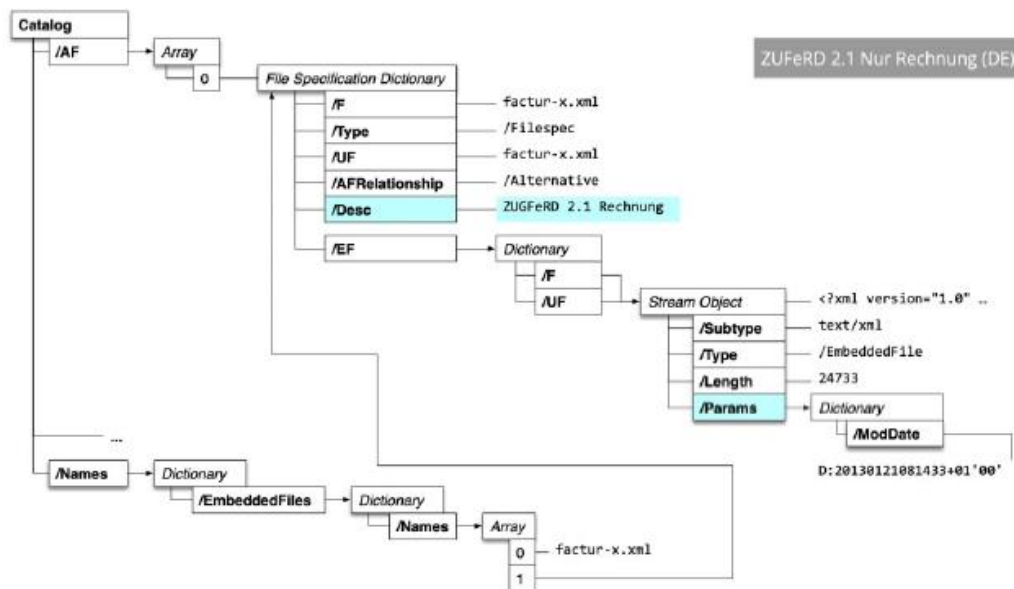 Catalog
/AF
Array
0
ZUFeRD 2.1 Nur Rechnung (DE)
File Specification Dictionary
/F
factur-x.xml
/Type
/Filespec
/UF
factur-x.xml
/AFRelationship
/Alternative
/Desc
ZUGFeRD 2.1 Rechnung
/EF
Dictionary
/F
/UF
Stream Object
<?xml version="1.0" ..
/Subtype
text/xml
/Type
/EmbeddedFile
/Length
24733
/Params
Dictionary
/ModDate
D:20130121081433+01'00'
...
/Names
Dictionary
/EmbeddedFiles
Dictionary
/Names
Array
0
factur-x.xml
1